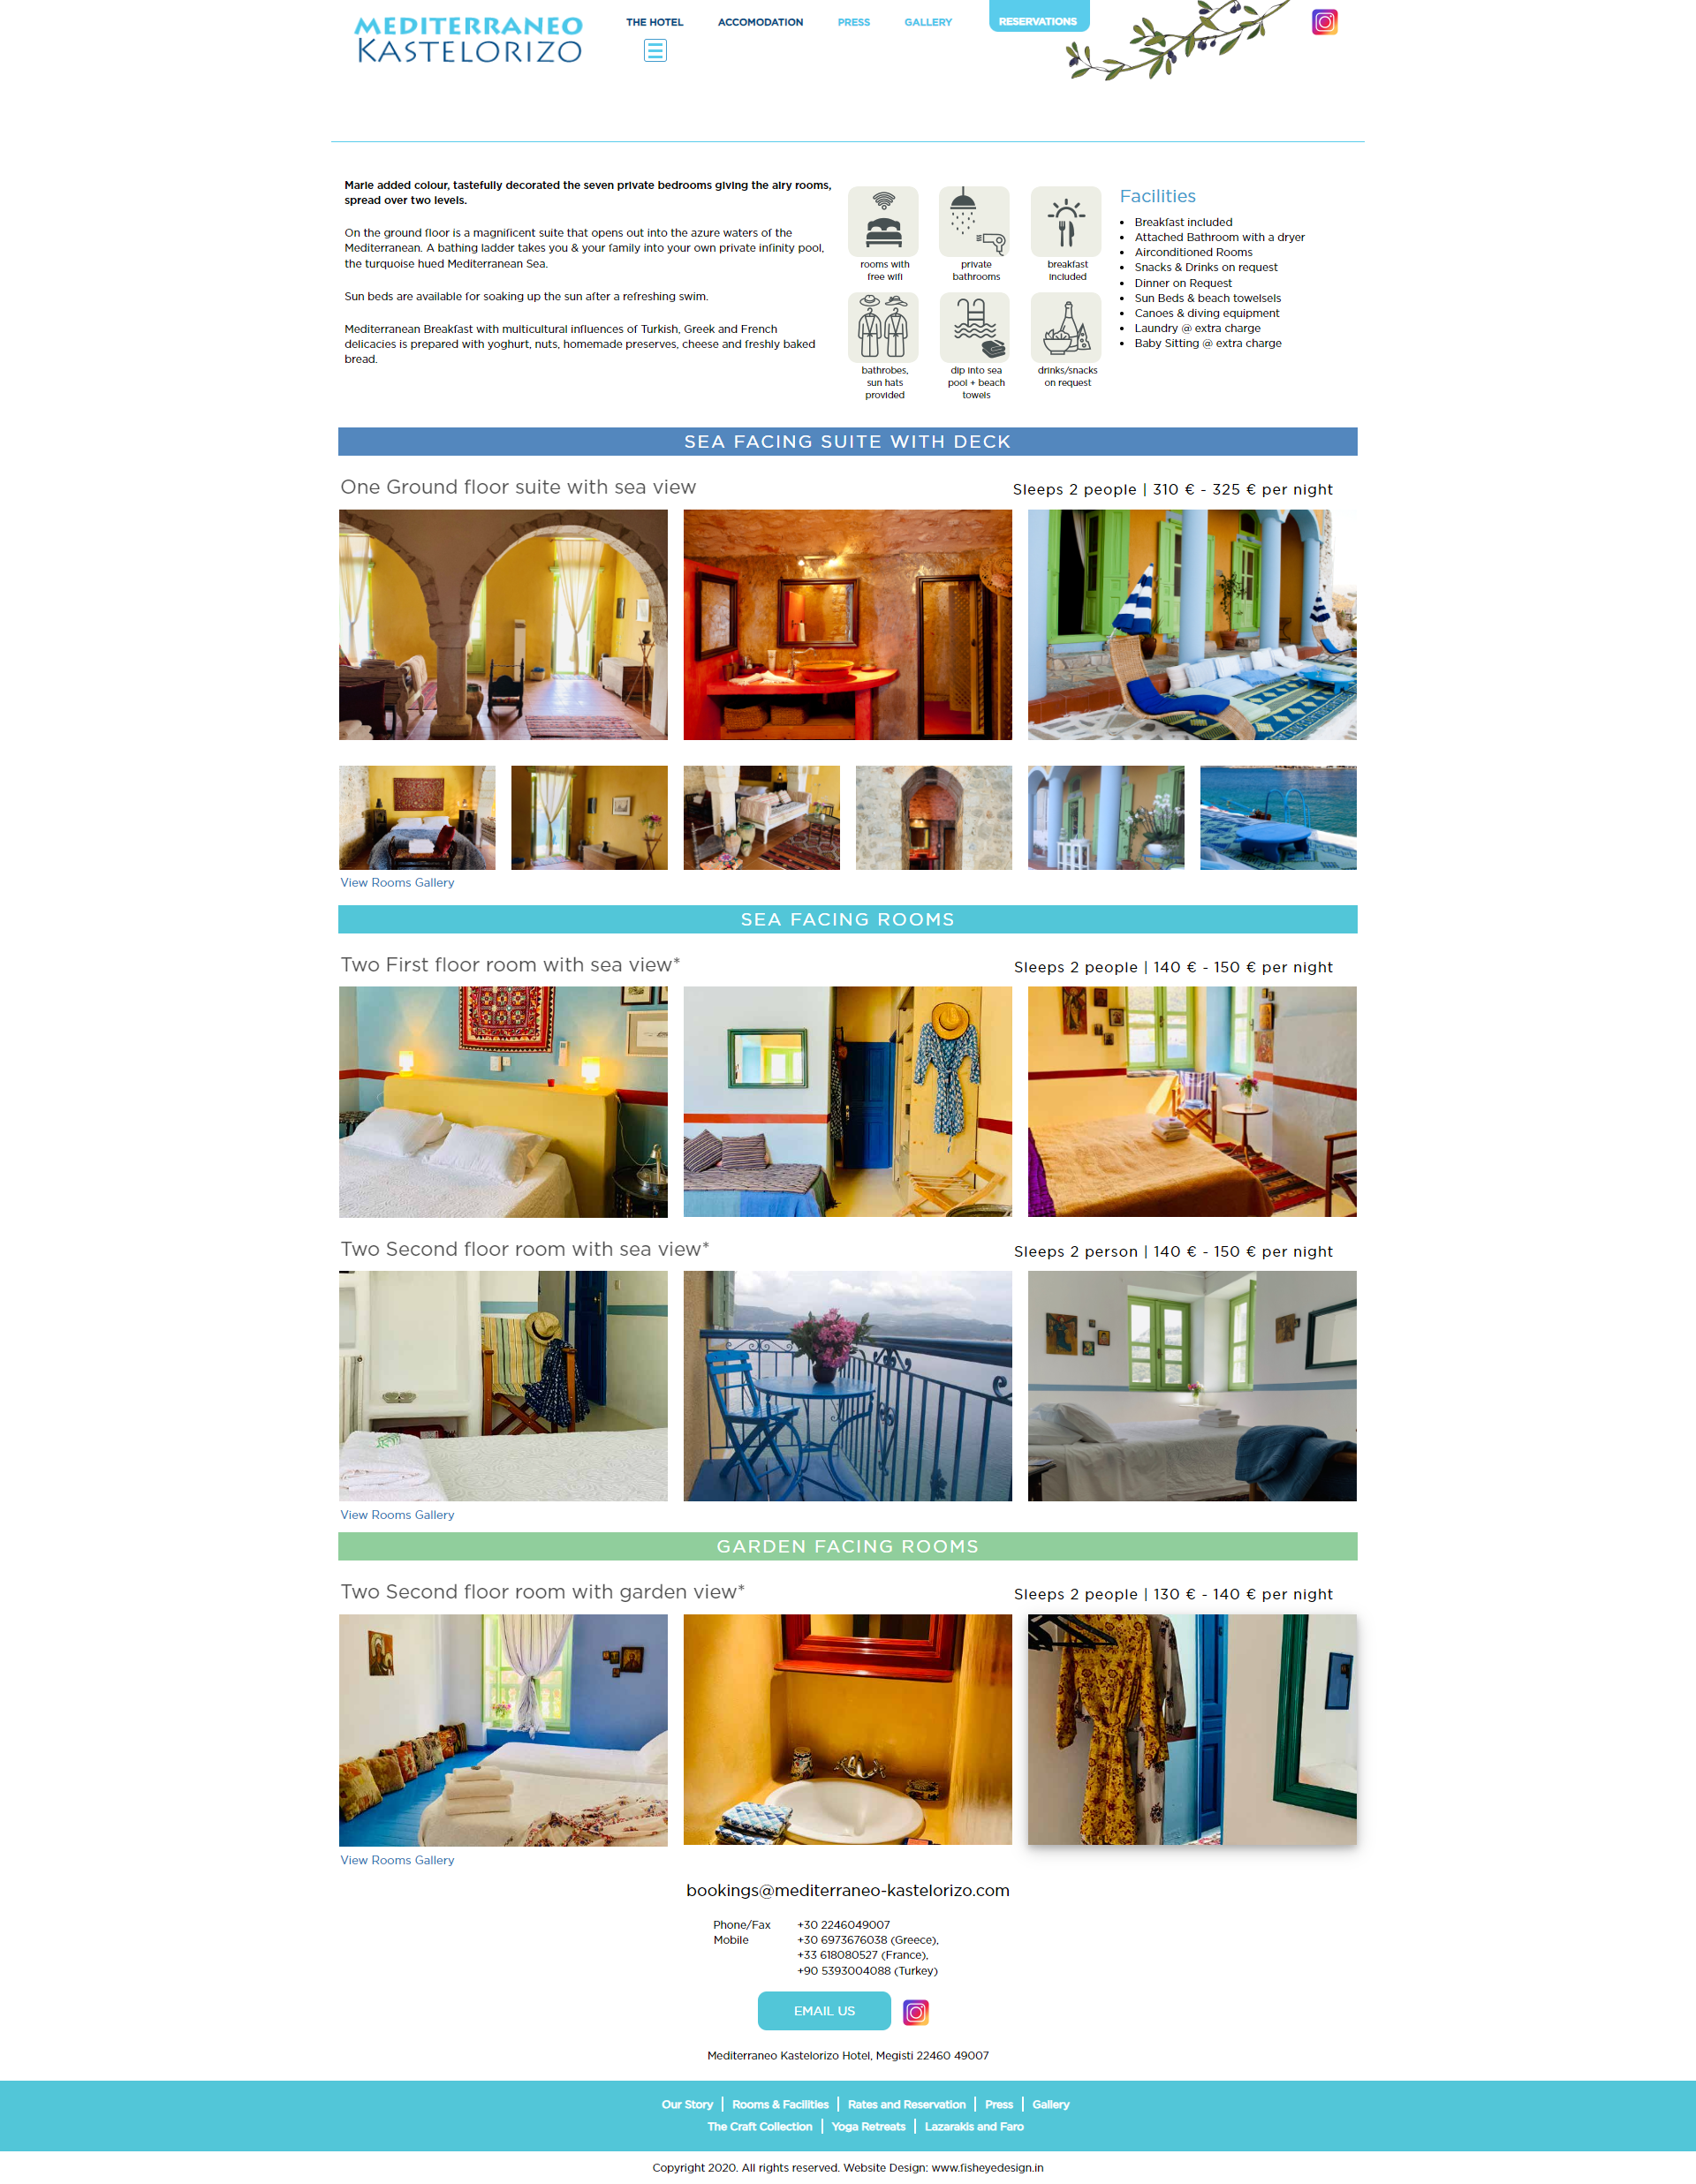 MEDITERRANEO
KASTELORIZO
THE HOTEL
ACCOMODATION
PRESS
GALLERY
RESERVATIONS
Marie added colour, tastefully decorated the seven private bedrooms giving the airy rooms,
spread over two levels.
On the ground floor is a magnificent suite that opens out into the azure waters of the
Mediterranean. A bathing ladder takes you & your family into your own private infinity pool,
the turquoise hued Mediterranean Sea.
Sun beds are available for soaking up the sun after a refreshing swim.
Mediterranean Breakfast with multicultural influences of Turkish, Greek and French
delicacies is prepared with yoghurt, nuts, homemade preserves, cheese and freshly baked
bread.
rooms with
free wifi
private
bathrooms
breakfast
included
bathrobes,
sun hats
provided
dip into sea
pool + beach
towels
drinks/snacks
on request
Facilities
• Breakfast included
• Attached Bathroom with a dryer
• Airconditioned Rooms
• Snacks & Drinks on request
• Dinner on Request
• Sun Beds & beach towelsels
• Canoes & diving equipment
• Laundry @ extra charge
• Baby Sitting @ extra charge
SEA FACING SUITE WITH DECK
One Ground floor suite with sea view
Sleeps 2 people | 310 € - 325 € per night
View Rooms Gallery
SEA FACING ROOMS
Two First floor room with sea view*
Sleeps 2 people | 140 € - 150 € per night
Two Second floor room with sea view*
Sleeps 2 person | 140 € - 150 € per night
View Rooms Gallery
GARDEN FACING ROOMS
Two Second floor room with garden view*
Sleeps 2 people | 130 € - 140 € per night
View Rooms Gallery
bookings@mediterraneo-kastelorizo.com
Phone/Fax +30 2246049007
Mobile +30 6973676038 (Greece),
+33 618080527 (France),
+90 5393004088 (Turkey)
EMAIL US
Mediterraneo Kastelorizo Hotel, Megisti 22460 49007
Our Story | Rooms & Facilities | Rates and Reservation | Press | Gallery
The Craft Collection | Yoga Retreats | Lazarakis and Faro
Copyright 2020. All rights reserved. Website Design: www.fisheyedesign.in